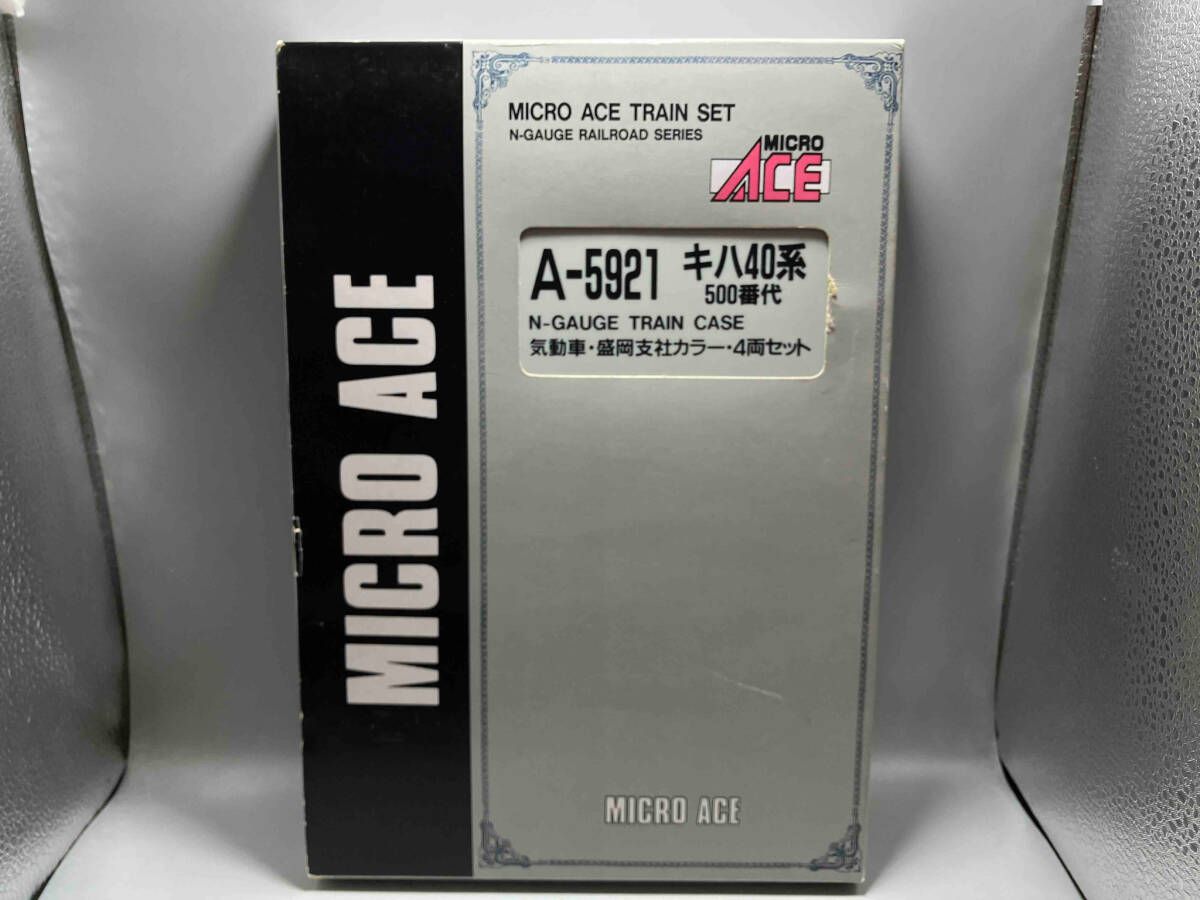 MICRO ACE
MICRO ACE TRAIN SET
N-GAUGE RAILROAD SERIES
MICRO
ACE
A-5921 キハ40系
500番代
N-GAUGE TRAIN CASE
気動車・盛岡支社カラー・4両セット
MICRO ACE